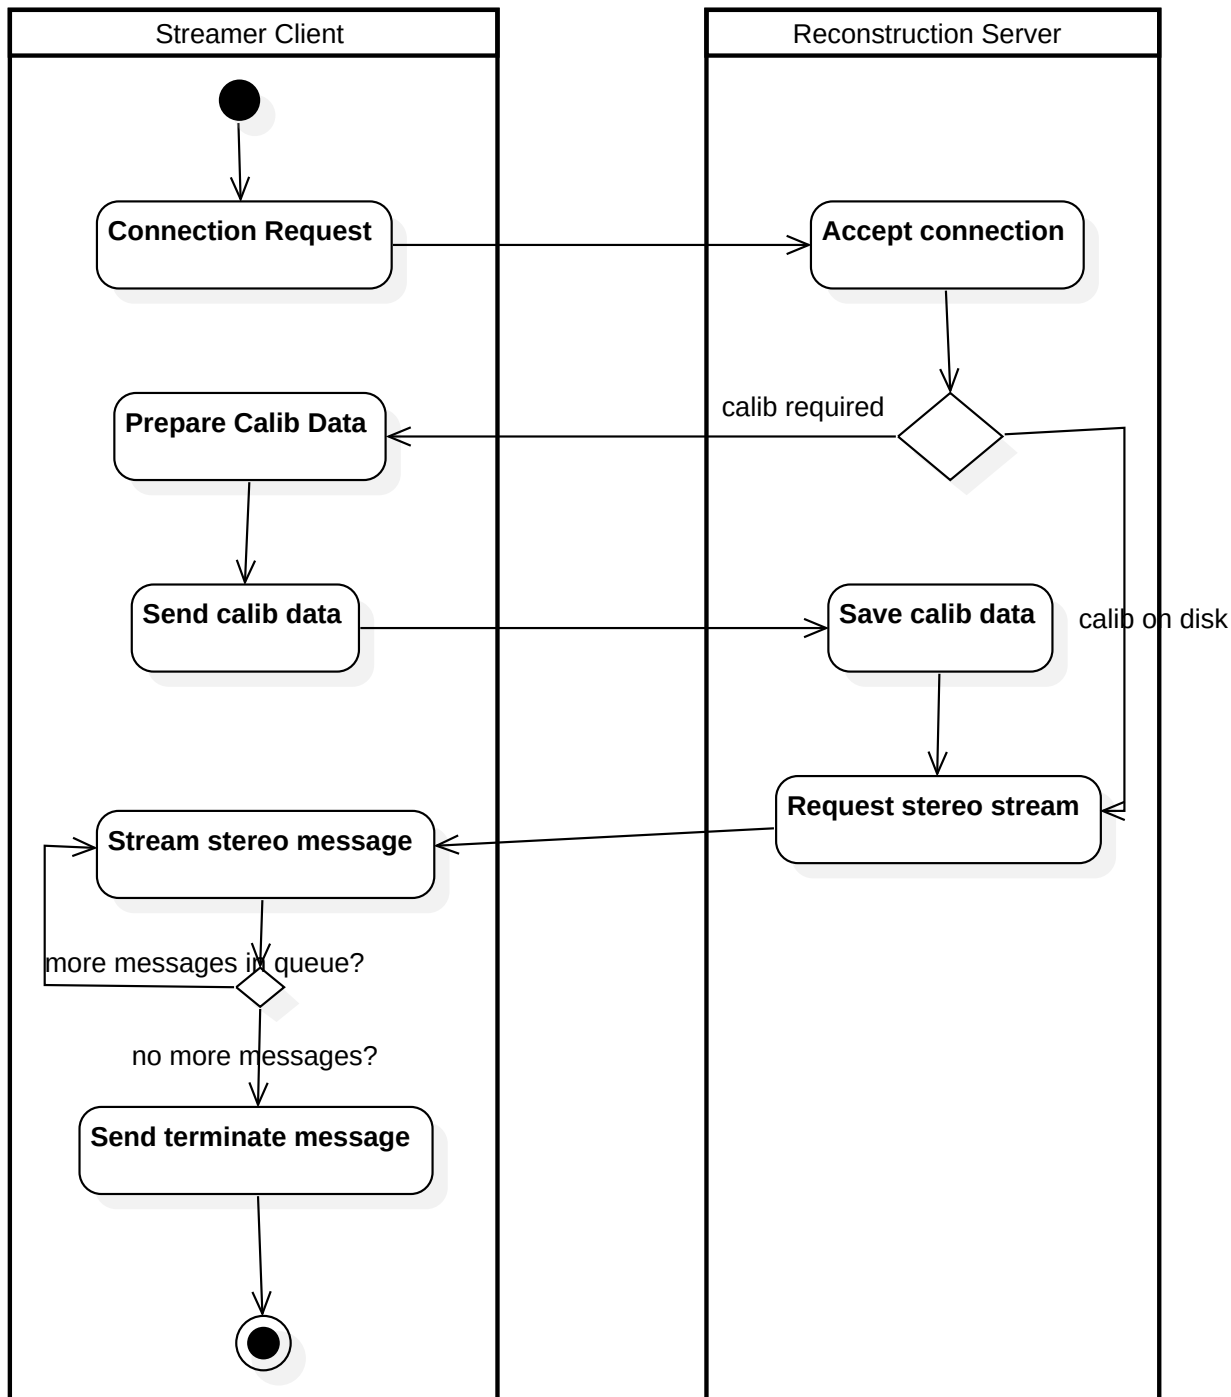 Streamer Client
Reconstruction Server
Connection Request
Accept connection
calib required
Prepare Calib Data
Send calib data
Save calib data
calib on disk
Request stereo stream
Stream stereo message
more messages in queue?
no more messages?
Send terminate message